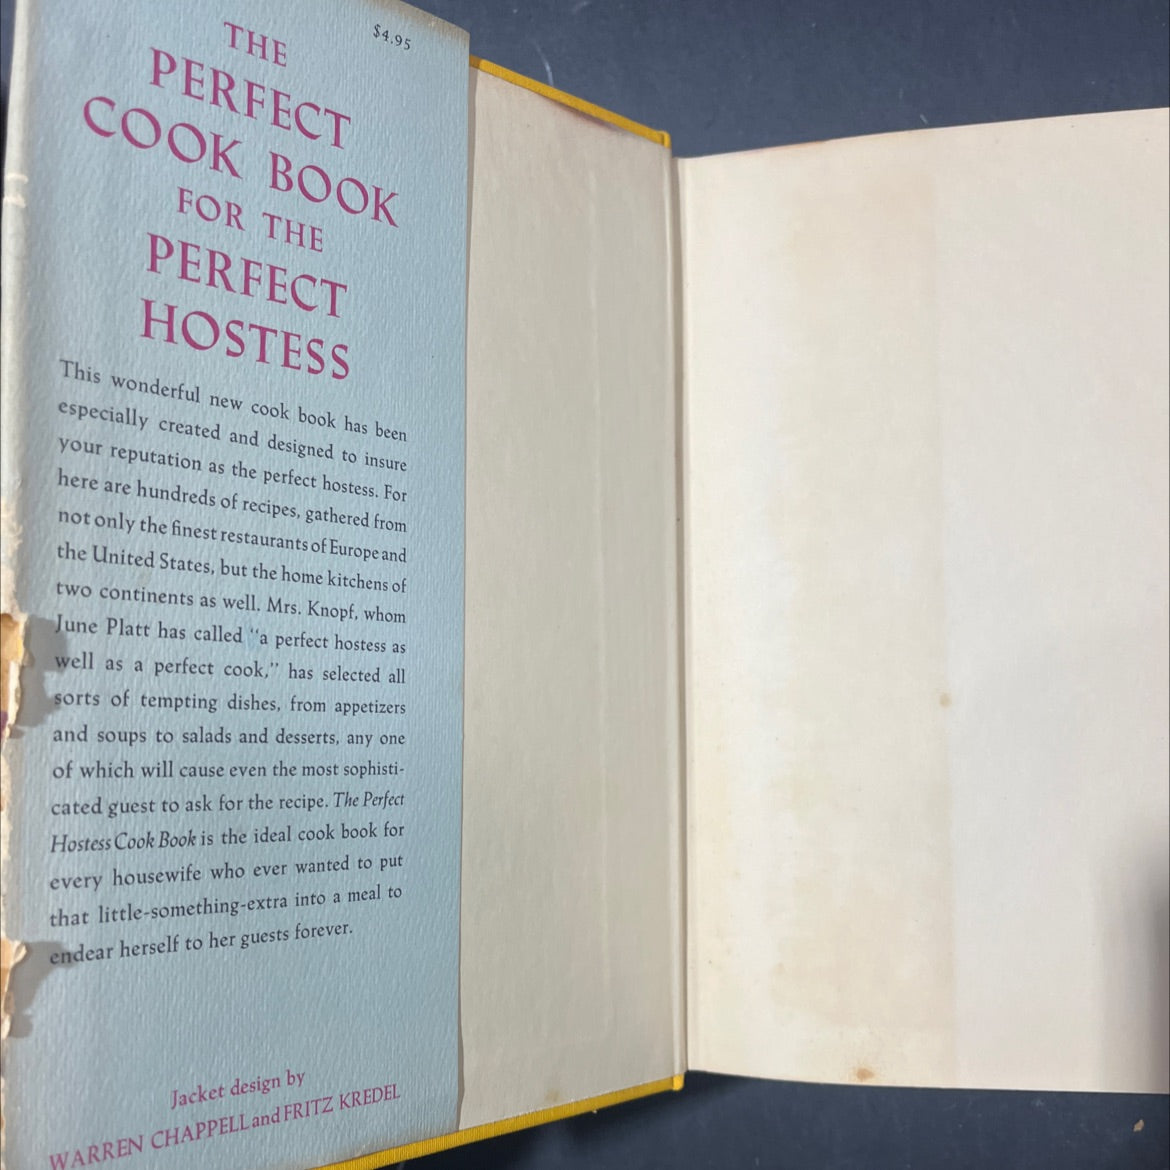 $4.95
THE
PERFECT
COOK BOOK
FOR THE
PERFECT
HOSTESS
This wonderful new cook book has been
especially created and designed to insure
your reputation as the perfect hostess. For
here are hundreds of recipes, gathered from
not only the finest restaurants of Europe and
the United States, but the home kitchens of
two continents as well. Mrs. Knopf, whom
June Platt has called "a perfect hostess as
well as a perfect cook," has selected all
sorts of tempting dishes, from appetizers
and soups to salads and desserts, any one
of which will cause even the most sophisti-
cated guest to ask for the recipe. The Perfect
Hostess Cook Book is the ideal cook book for
every housewife who ever wanted to put
that little-something-extra into a meal to
endear herself to her guests forever.
Jacket design by
WARREN CHAPPELL and FRITZ KREDEL